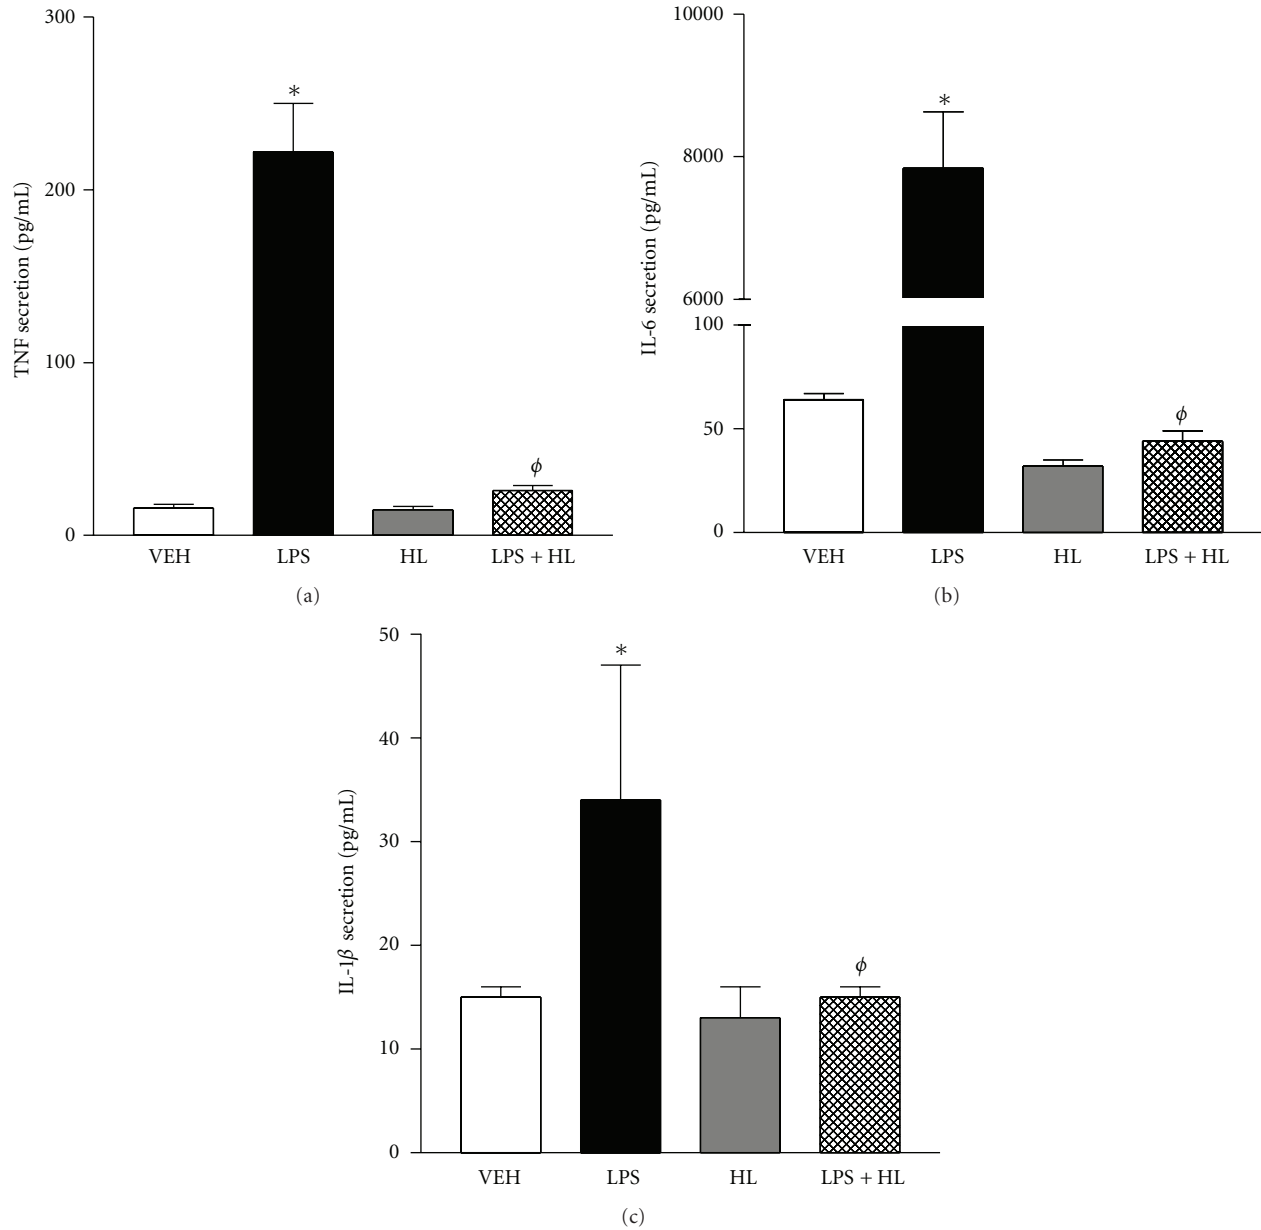 300
200
100
0
TNF secretion (pg/mL)
*
ϕ
VEH LPS HL LPS + HL
(a)
10000
8000
6000
100
50
0
IL-6 secretion (pg/mL)
*
ϕ
VEH LPS HL LPS + HL
(b)
50
40
30
20
10
0
IL-1β secretion (pg/mL)
*
ϕ
VEH LPS HL LPS + HL
(c)